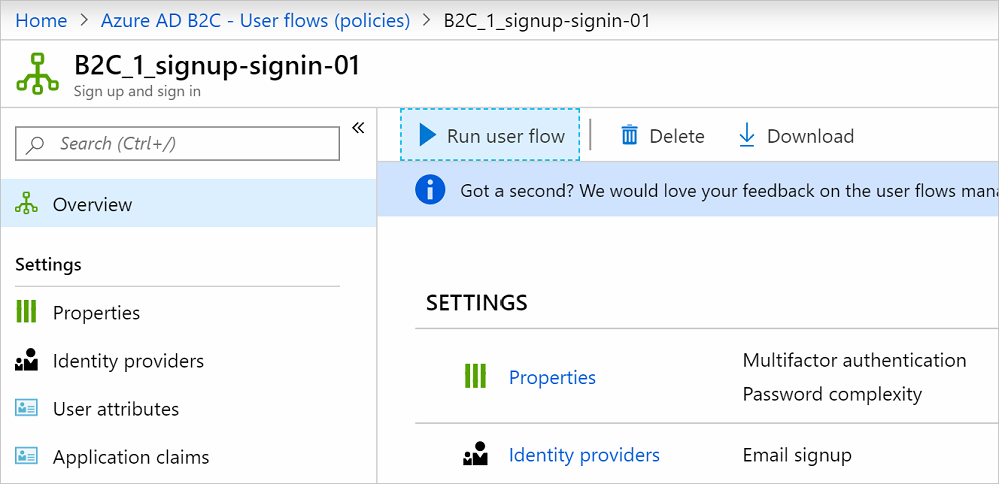 Home > Azure AD B2C - User flows (policies) > B2C_1_signup-signin-01
B2C_1_signup-signin-01
Sign up and sign in
Search (Ctrl+/)
«
Overview
Settings
Properties
Identity providers
User attributes
Application claims
Run user flow
Delete
Download
Got a second? We would love your feedback on the user flows
SETTINGS
Properties
Multifactor authentication
Password complexity
Identity providers
Email signup